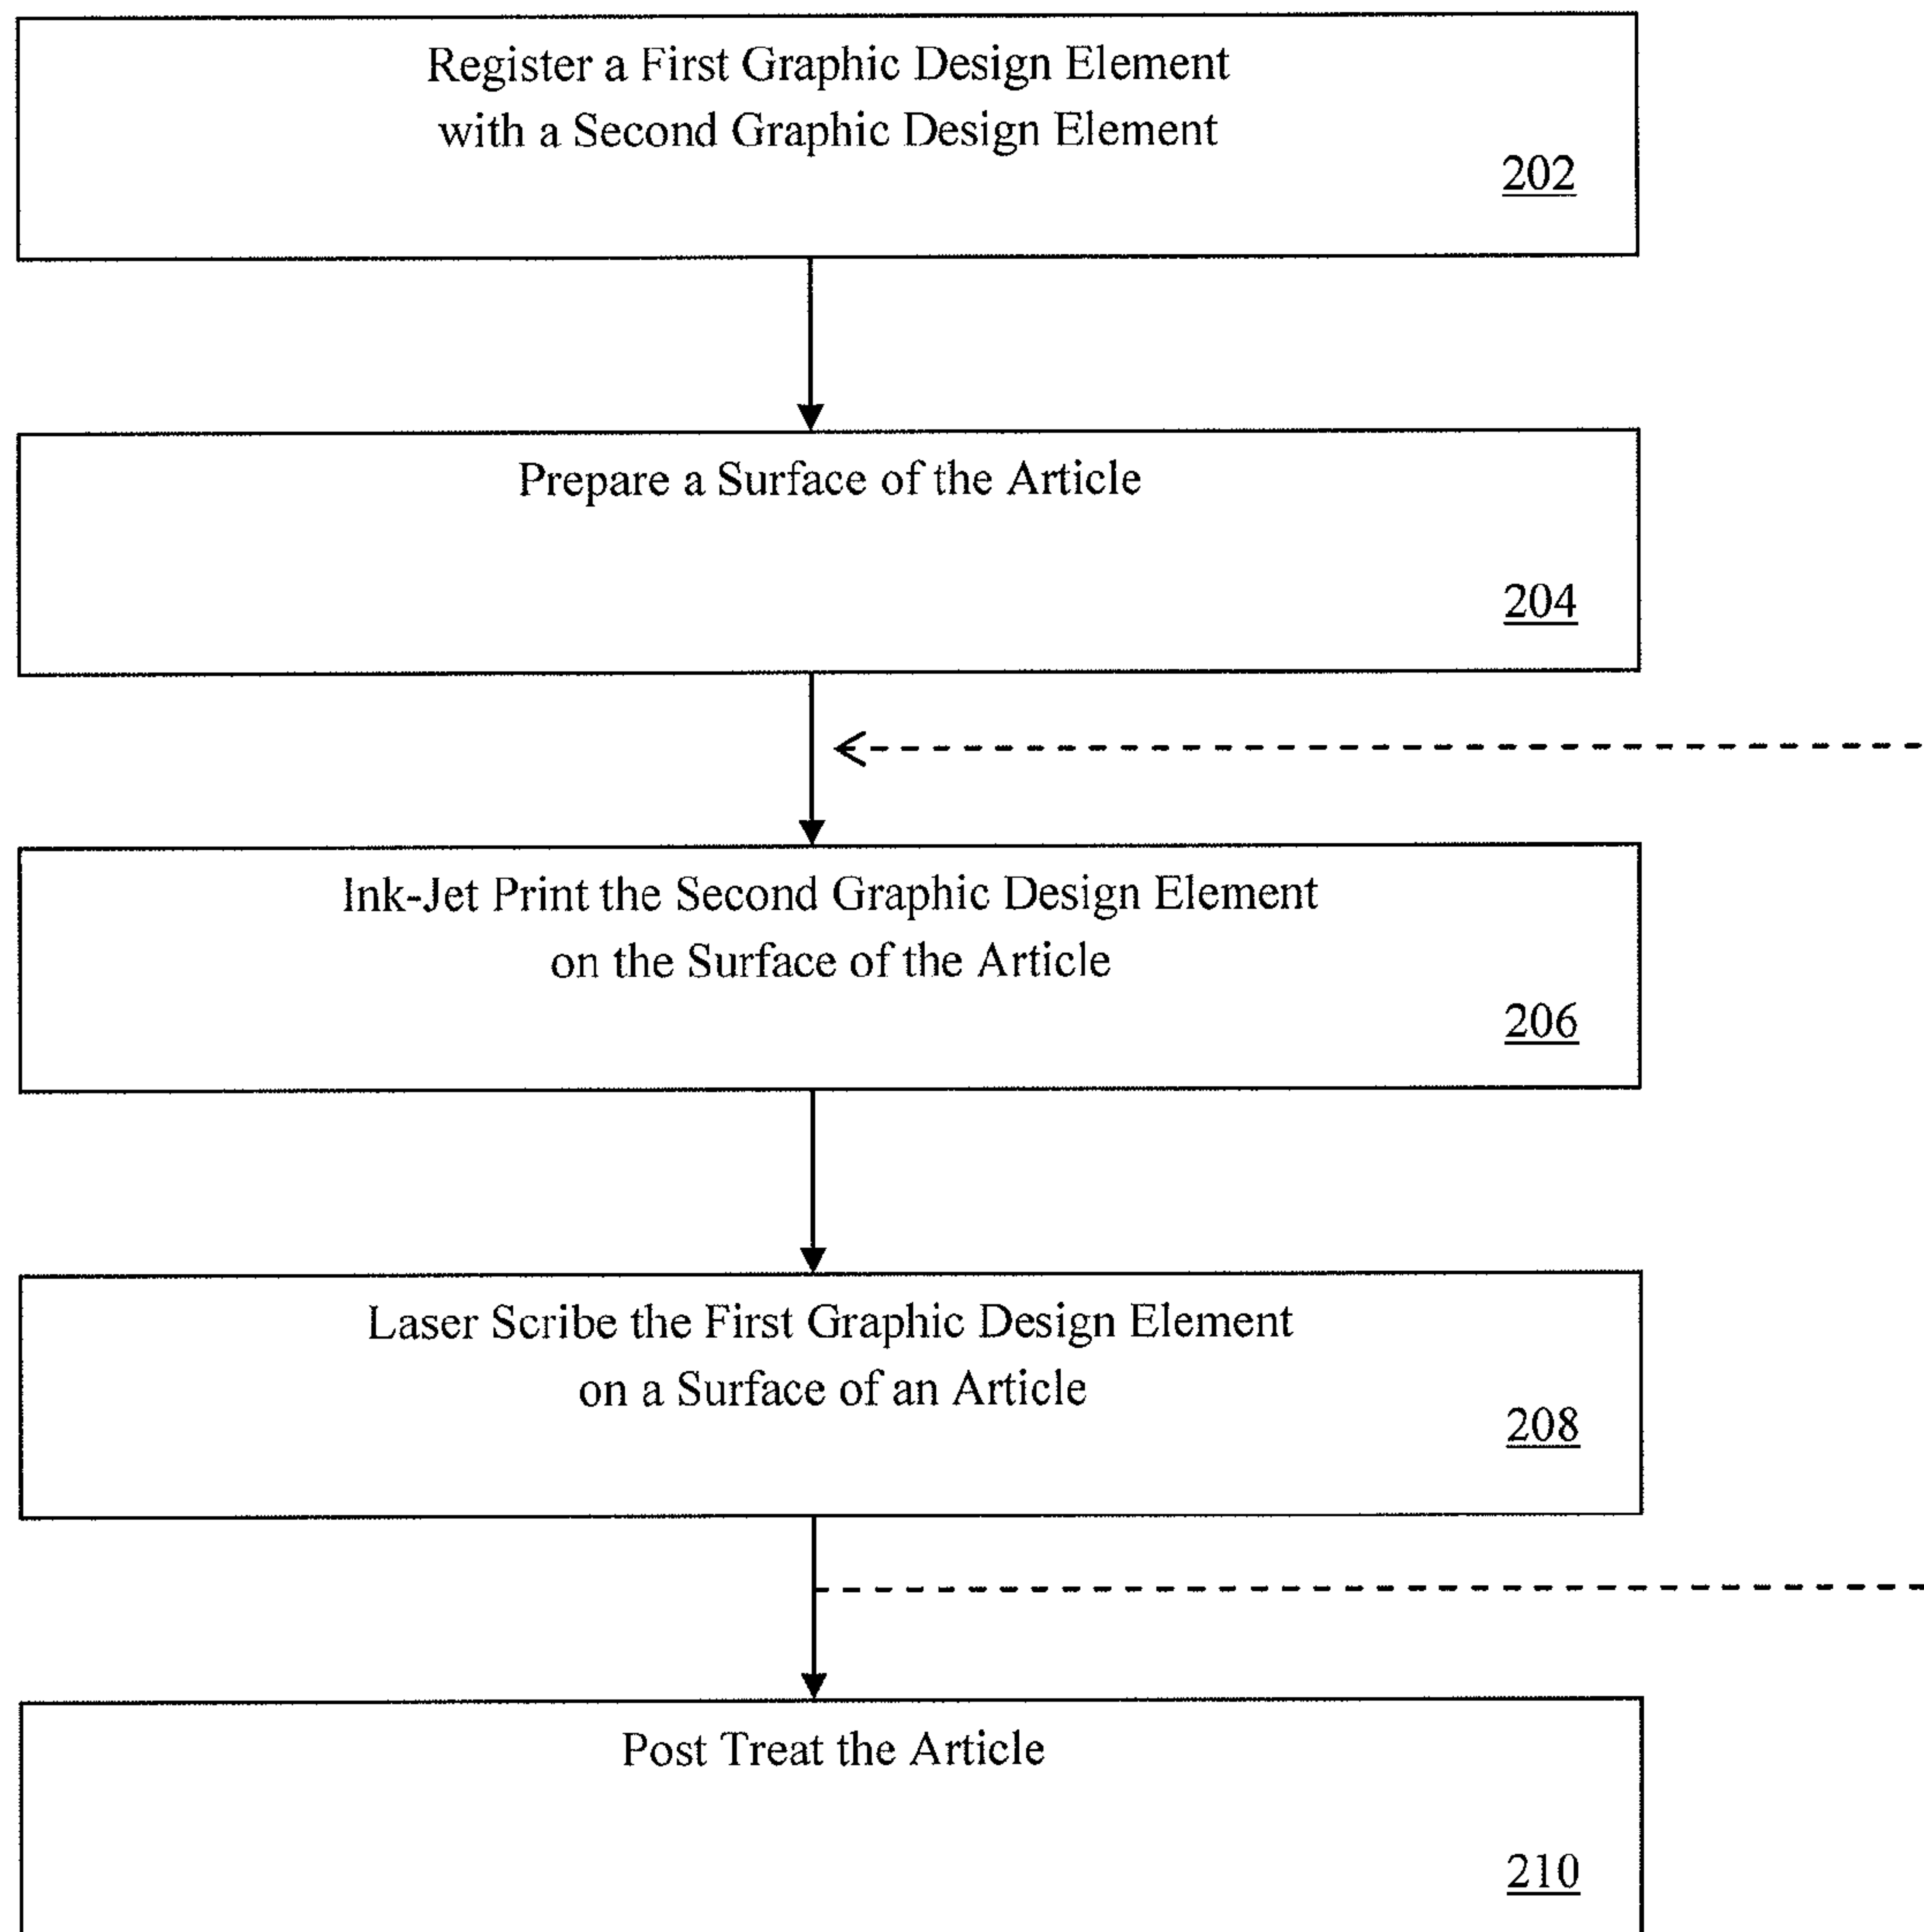 Register a First Graphic Design Element
with a Second Graphic Design Element
202
Prepare a Surface of the Article
204
Ink-Jet Print the Second Graphic Design Element
on the Surface of the Article
206
Laser Scribe the First Graphic Design Element
on a Surface of an Article
208
Post Treat the Article
210